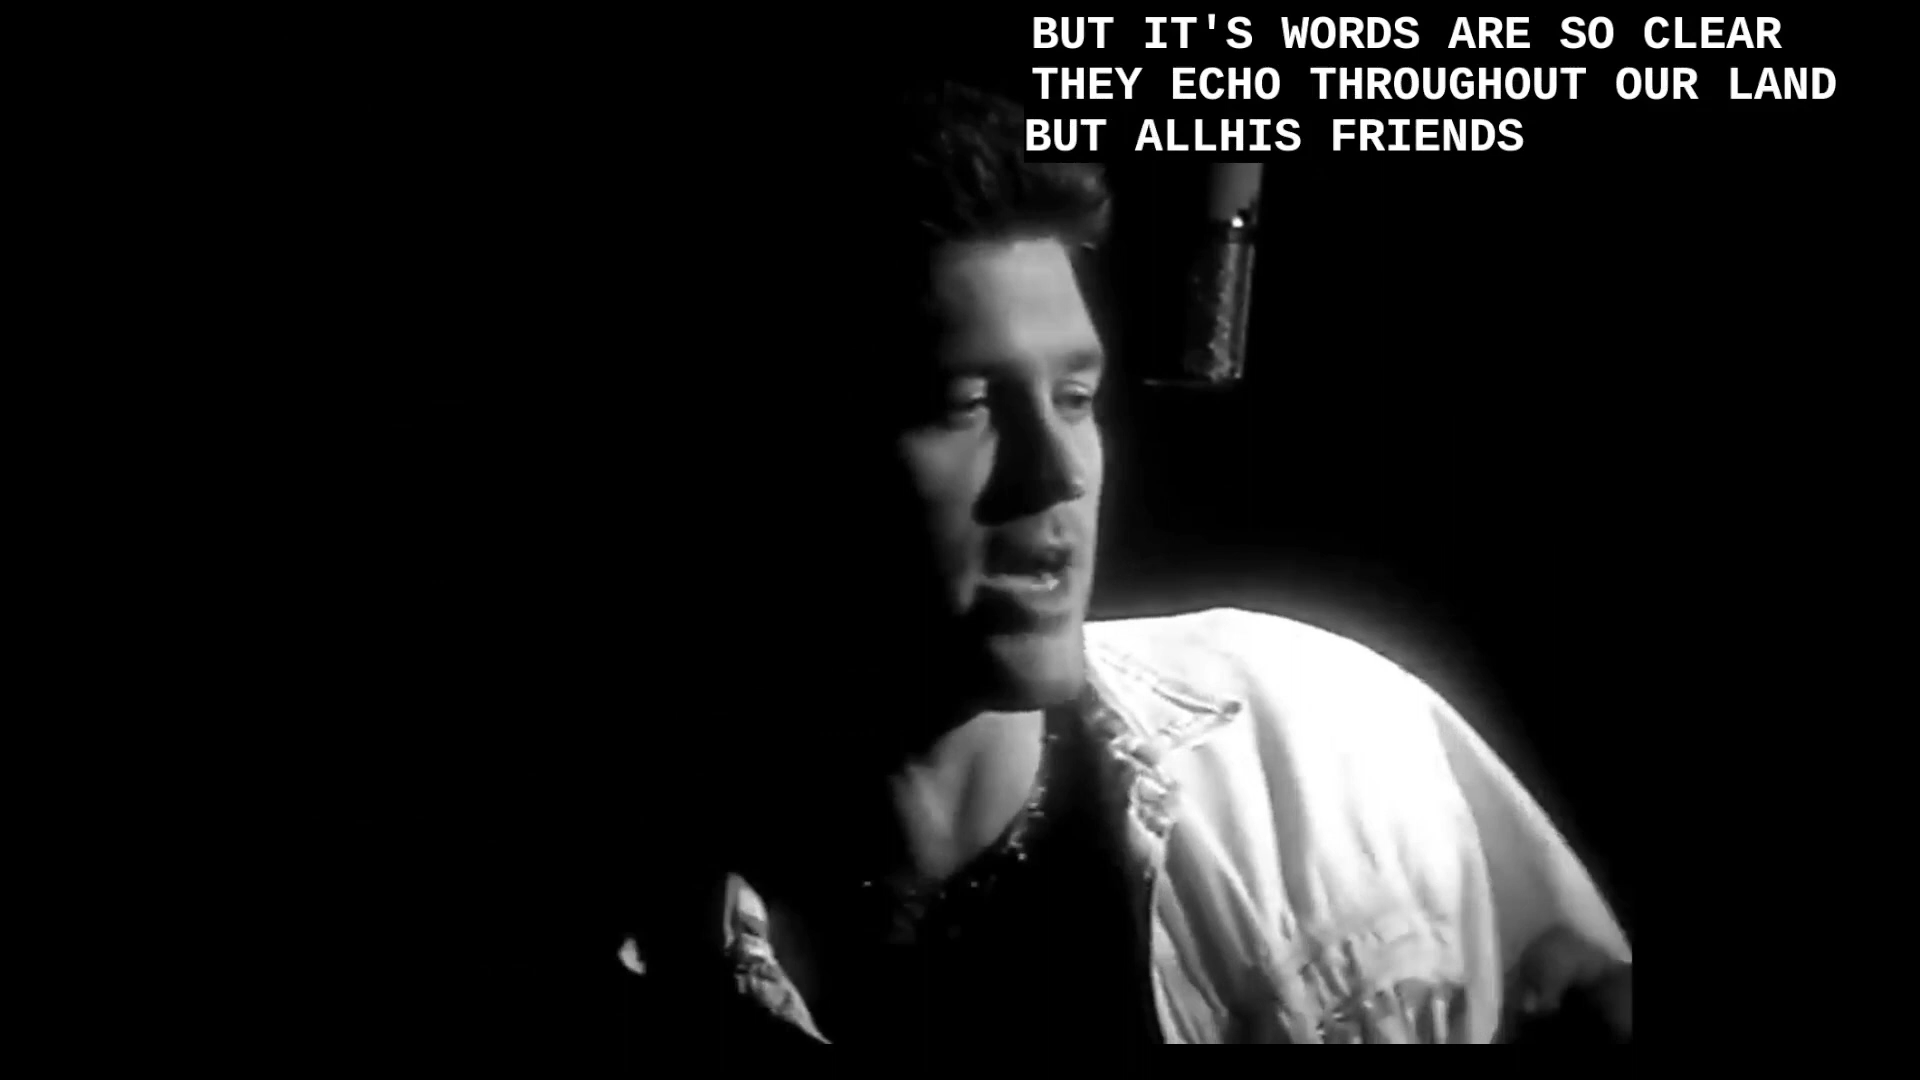 BUT IT'S WORDS ARE SO CLEAR
THEY ECHO THROUGHOUT OUR LAND
BUT ALLHIS FRIENDS